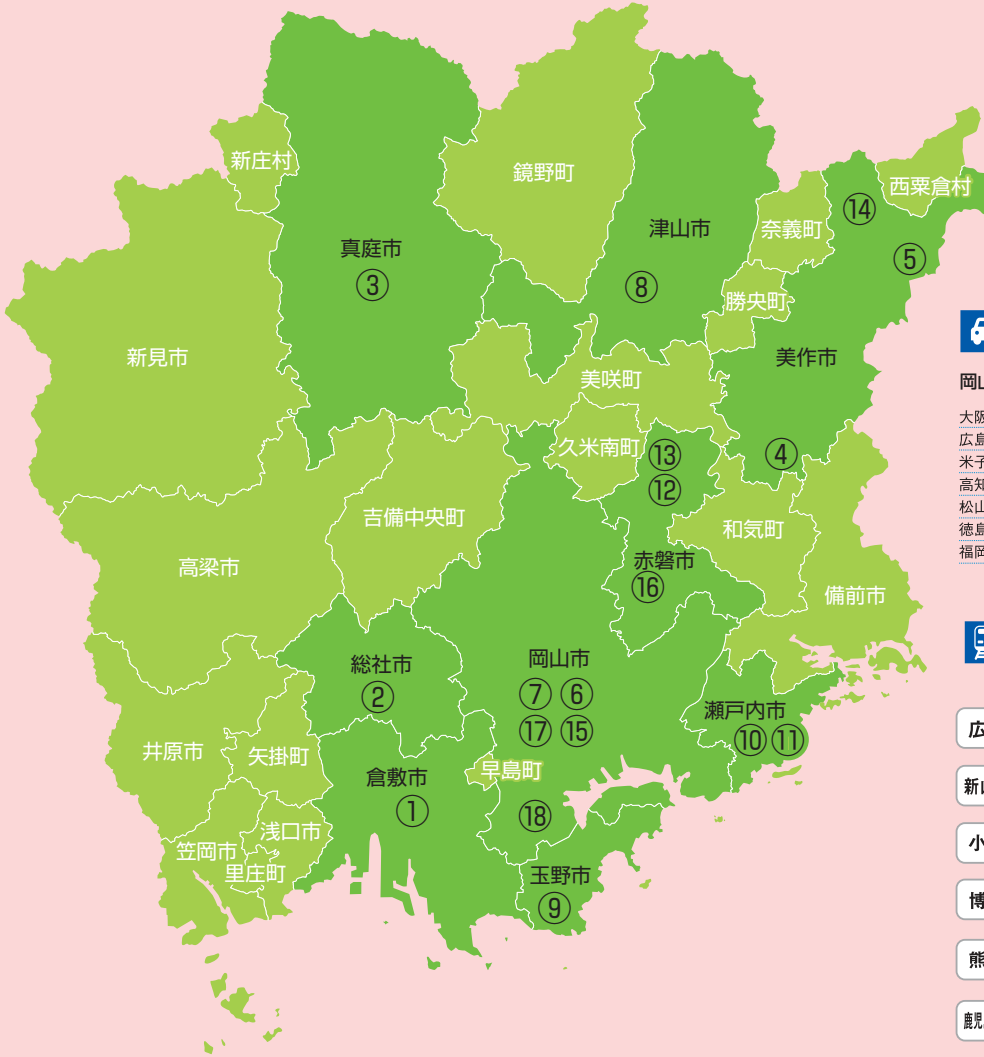 新庄村
鏡野町
西粟倉村
真庭市
③
津山市
⑧
奈義町
⑭
⑤
勝央町
新見市
美作市
④
美咲町
久米南町
⑬
⑫
吉備中央町
和気町
高梁市
赤磐市
⑯
備前市
総社市
②
岡山市
⑦ ⑥
⑰ ⑮
瀬戸内市
⑩ ⑪
井原市
矢掛町
倉敷市
①
早島町
⑱
笠岡市
浅口市
里庄町
玉野市
⑨
岡山
大阪
広島
米子
高知
松山
徳島
福岡
広
新山
小
博
熊
鹿児